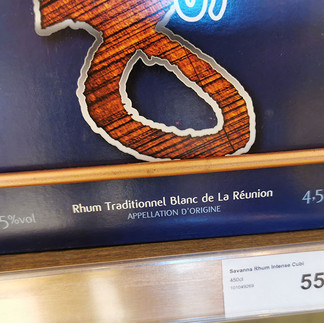 Rhum Traditionnel Blanc de La Réunion
APPELLATION D'ORIGINE
5%vol
4,5
Savanna Rhum Intense Cubi
450cl
55